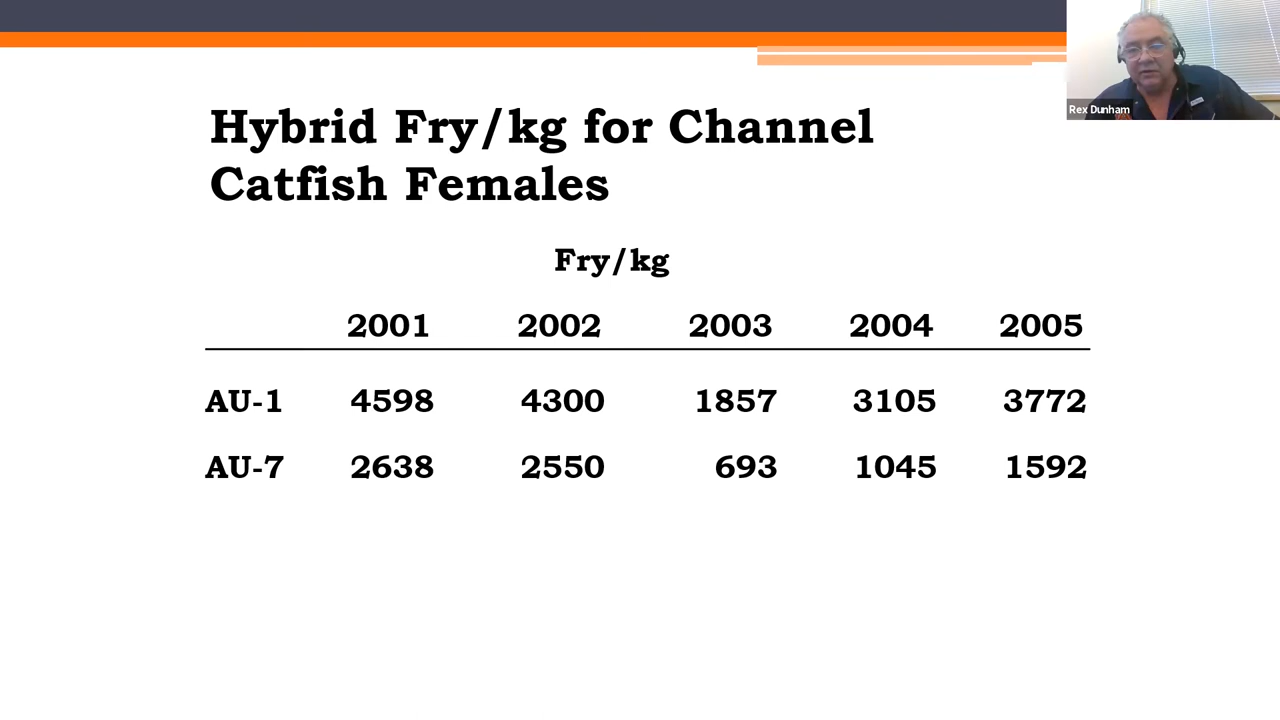 Rex Dunham
Hybrid Fry/kg for Channel
Catfish Females
Fry/kg
2001 2002 2003 2004 2005
AU-1 4598 4300 1857 3105 3772
AU-7 2638 2550 693 1045 1592